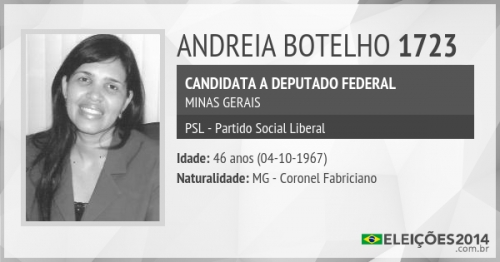 ANDREIA BOTELHO 1723
CANDIDATA A DEPUTADO FEDERAL
MINAS GERAIS
PSL - Partido Social Liberal
Idade: 46 anos (04-10-1967)
Naturalidade: MG - Coronel Fabriciano
ELEIÇÕES2014
.com.br